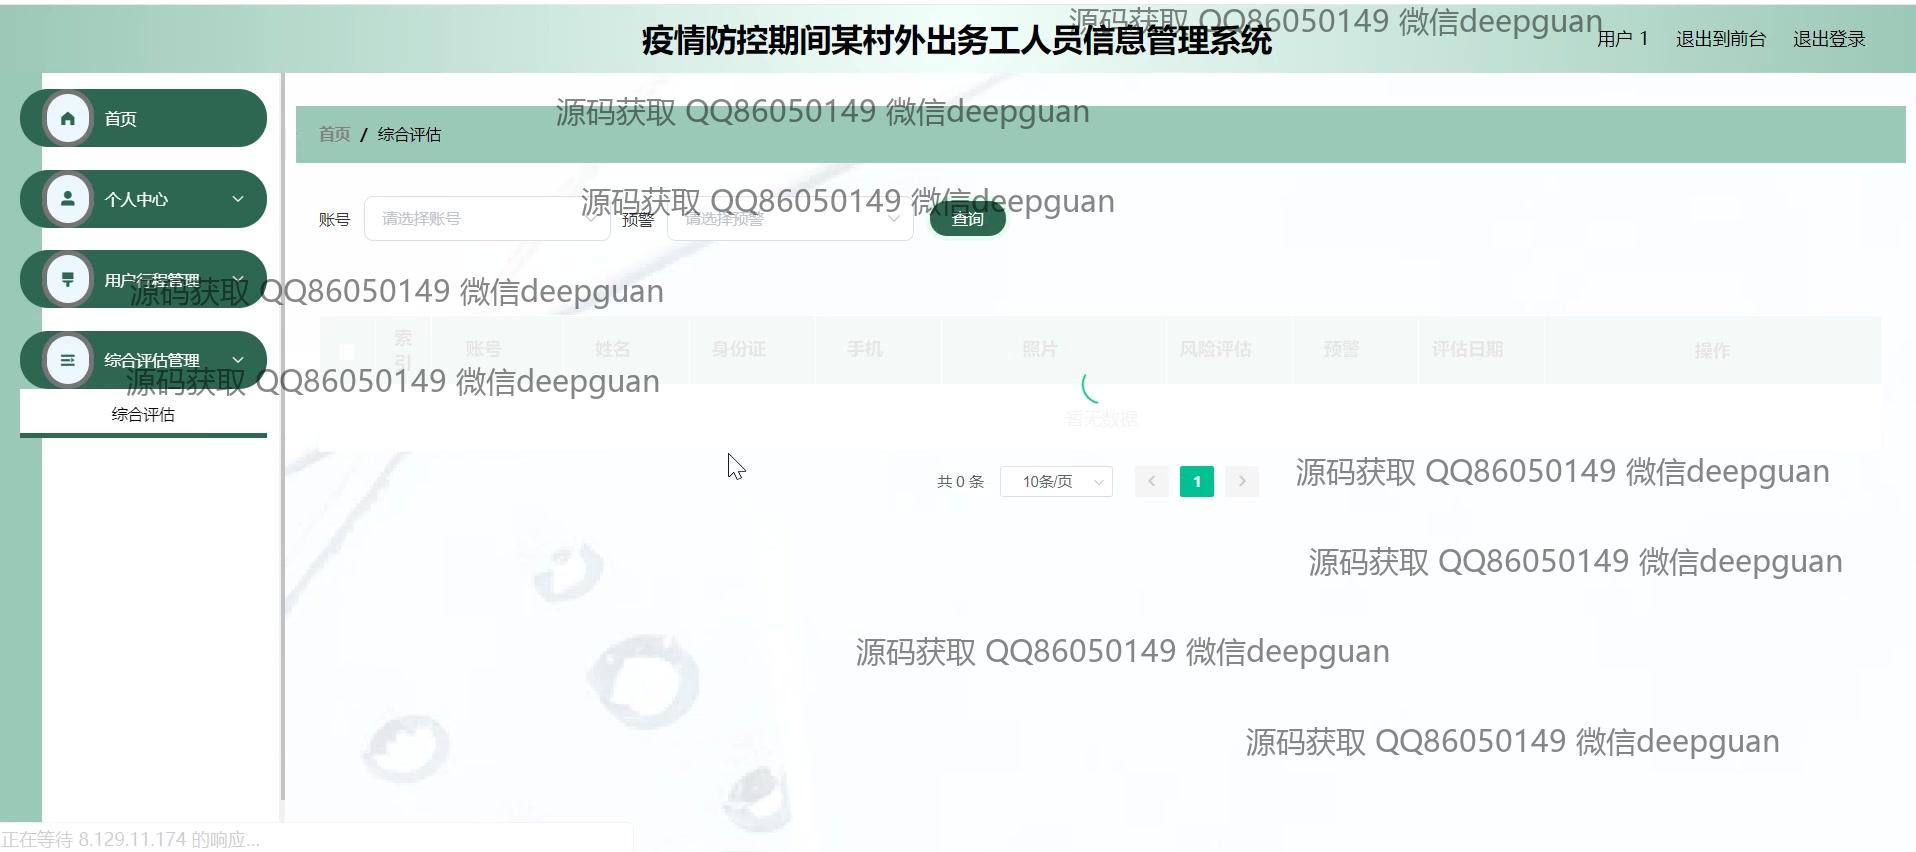 疫情防控期间某村外出务工人员信息管理系统
源码获取 QQ86050149 微信deepguan
用户 1 退出到前台 退出登录
首页
源码获取 QQ86050149 微信deepguan
首页 / 综合评估
个人中心
源码获取 QQ86050149 微信deepguan
账号 请选择账号 预警 请选择预警 查询
用户行程管理
源码获取 QQ86050149 微信deepguan
索引 账号 姓名 身份证 手机 照片 风险评估 预警 评估日期 操作
综合评估管理
源码获取 QQ86050149 微信deepguan
综合评估
暂无数据
共 0 条 10条/页 1
源码获取 QQ86050149 微信deepguan
源码获取 QQ86050149 微信deepguan
源码获取 QQ86050149 微信deepguan
源码获取 QQ86050149 微信deepguan
正在等待 8.129.11.174 的响应...